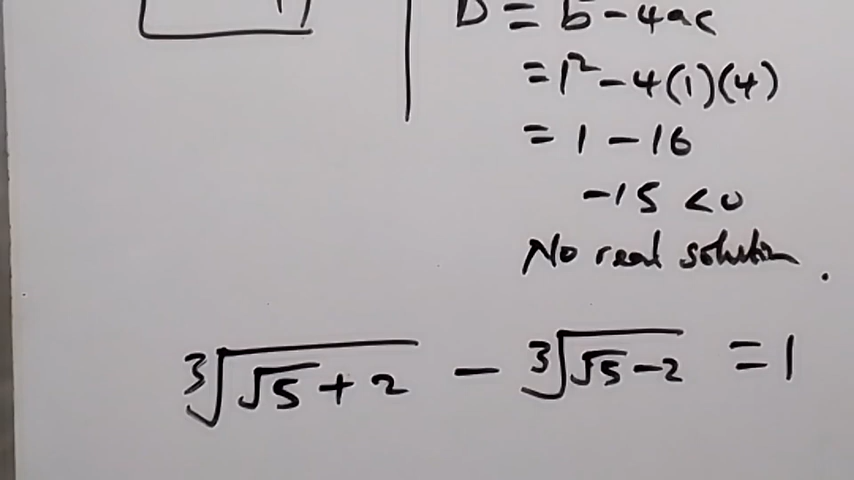 D = b² - 4ac
= 1² - 4(1)(4)
= 1 - 16
-15 < 0
No real solution.
∛(√5 + 2) - ∛(√5 - 2) = 1